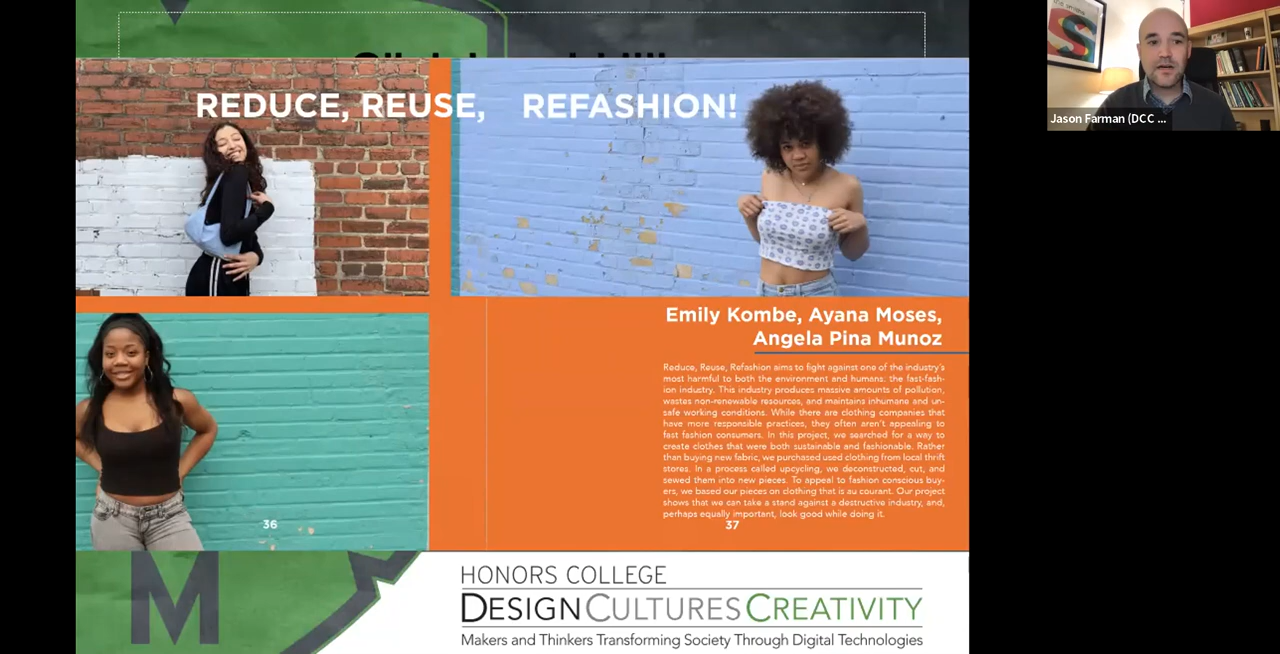 REDUCE, REUSE, REFASHION!
Jason Farman (DCC ...
Emily Kombe, Ayana Moses,
Angela Pina Munoz
Reduce, Reuse, Refashion aims to fight against one of the industry's
most harmful to both the environment and humans: the fast-fash-
ion industry. This industry produces massive amounts of pollution,
wastes non-renewable resources, and maintains inhumane and un-
safe working conditions. While there are clothing companies that
have more responsible practices, they often aren't appealing to
fast fashion consumers. In this project, we searched for a way to
create clothes that were both sustainable and fashionable. Rather
than buying new fabric, we purchased used clothing from local thrift
stores. In a process called upcycling, we deconstructed, cut, and
sewed them into new pieces. To appeal to fashion conscious buy-
ers, we based our pieces on clothing that is au courant. Our project
shows that we can take a stand against a destructive industry, and,
perhaps equally important, look good while doing it.
36
37
M
HONORS COLLEGE
DESIGNCULTURESCREATIVITY
Makers and Thinkers Transforming Society Through Digital Technologies